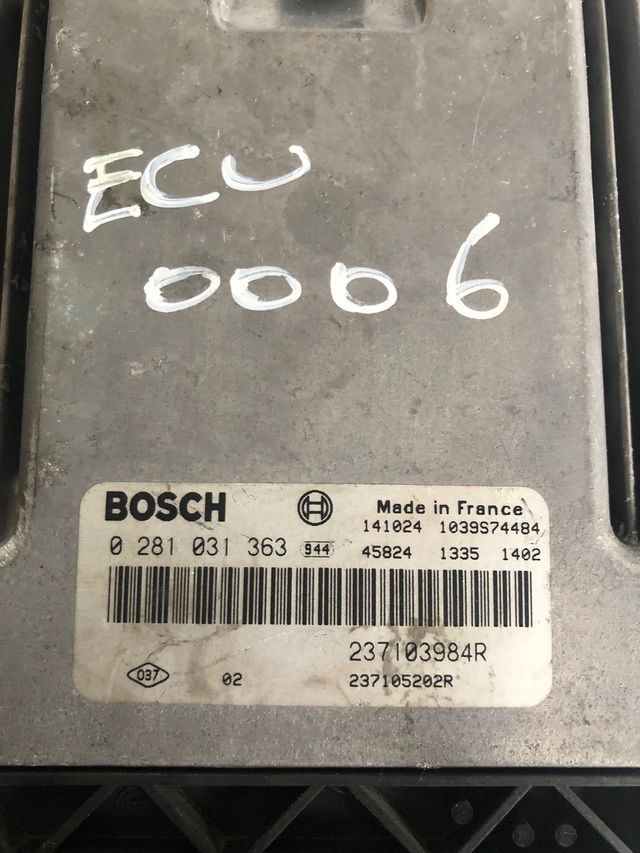 ECU
0006
BOSCH Made in France
141024 1039S74484
0 281 031 363 944 45824 1335 1402
237103984R
037 02 237105202R